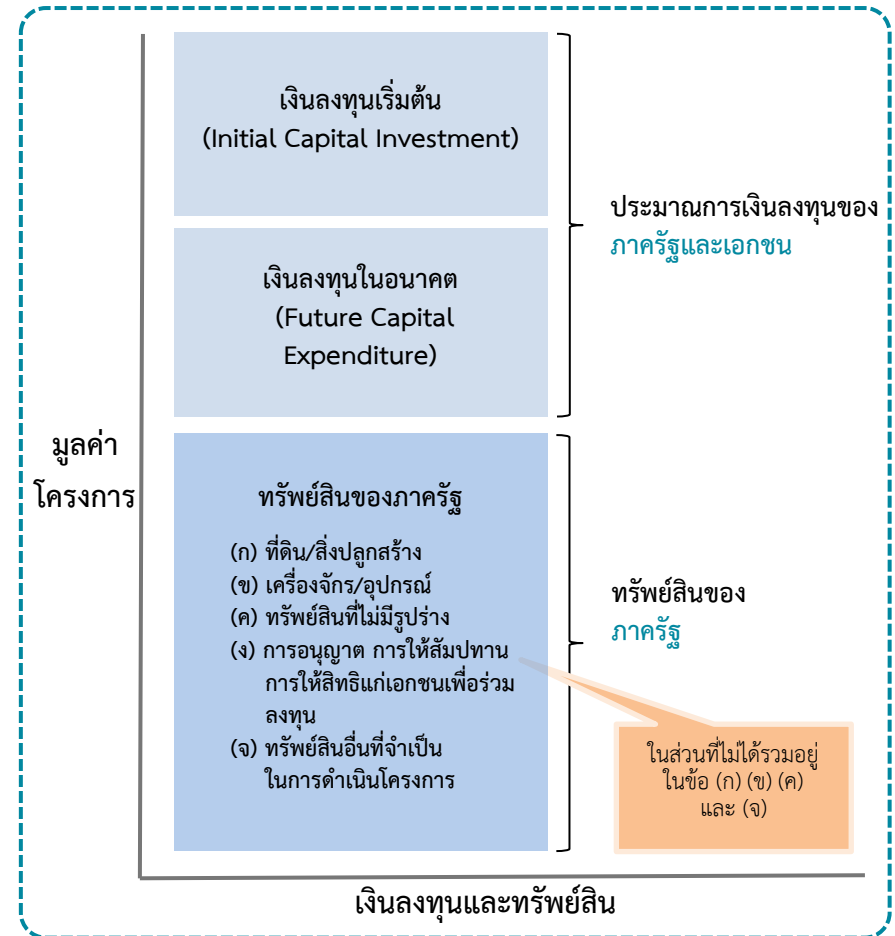 เงินลงทุนเริ่มต้น
(Initial Capital Investment)
ประมาณการเงินลงทุนของ
ภาครัฐและเอกชน
เงินลงทุนในอนาคต
(Future Capital
Expenditure)
มูลค่า
โครงการ
ทรัพย์สินของภาครัฐ
(ก) ที่ดิน/สิ่งปลูกสร้าง
(ข) เครื่องจักร/อุปกรณ์
(ค) ทรัพย์สินที่ไม่มีรูปร่าง
(ง) การอนุญาต การให้สัมปทาน
การให้สิทธิแก่เอกชนเพื่อร่วม
ลงทุน
(จ) ทรัพย์สินอื่นที่จำเป็น
ในการดำเนินโครงการ
ทรัพย์สินของ
ภาครัฐ
ในส่วนที่ไม่ได้รวมอยู่
ในข้อ (ก) (ข) (ค)
และ (จ)
เงินลงทุนและทรัพย์สิน